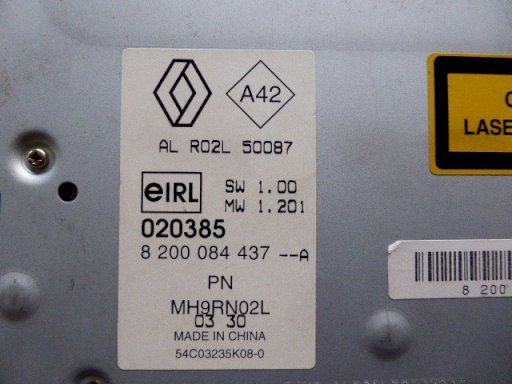 A42
AL R02L 50087
eIRL
SW 1.00
MW 1.201
020385
8 200 084 437 --A
PN
MH9RN02L
03 30
MADE IN CHINA
54C03235K08-0
LASE
8 200